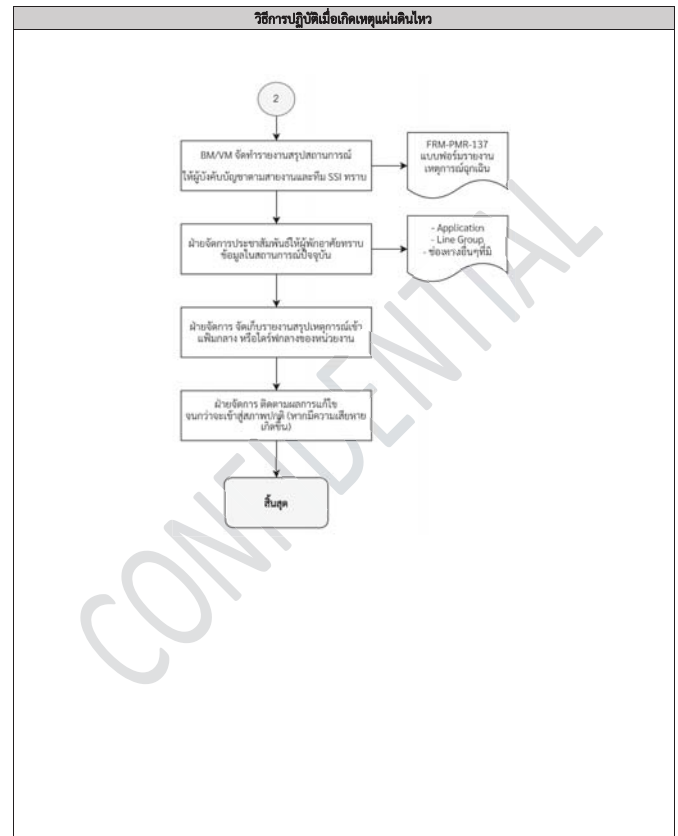 วิธีการปฏิบัติเมื่อเกิดเหตุแผ่นดินไหว
2
BM/VM จัดทำรายงานสรุปสถานการณ์
ให้ผู้บังคับบัญชาตามสายงานและทีม SSI ทราบ
FRM-PMR-137
แบบฟอร์มรายงาน
เหตุการณ์ฉุกเฉิน
ฝ่ายจัดการประชาสัมพันธ์ให้ผู้พักอาศัยทราบ
ข้อมูลในสถานการณ์ปัจจุบัน
- Application
- Line Group
- ช่องทางอื่นๆที่มี
ฝ่ายจัดการ จัดเก็บรายงานสรุปเหตุการณ์เข้า
แฟ้มกลาง หรือไดร์ฟกลางของหน่วยงาน
ฝ่ายจัดการ ติดตามผลการแก้ไข
จนกว่าจะเข้าสู่สภาพปกติ (หากมีความเสียหาย
เกิดขึ้น)
สิ้นสุด
CONFIDENTIAL